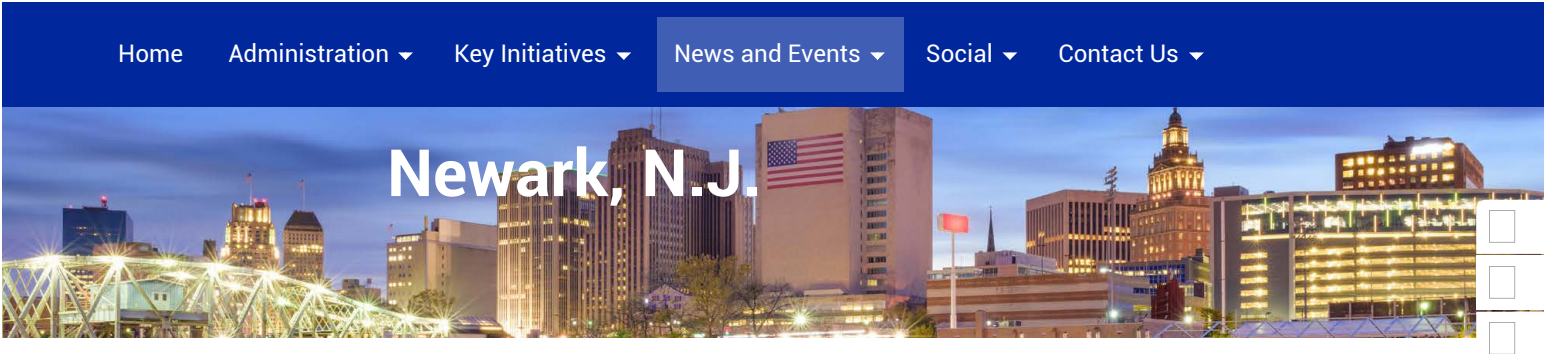 Home Administration Key Initiatives News and Events Social Contact Us
Newark, N.J.